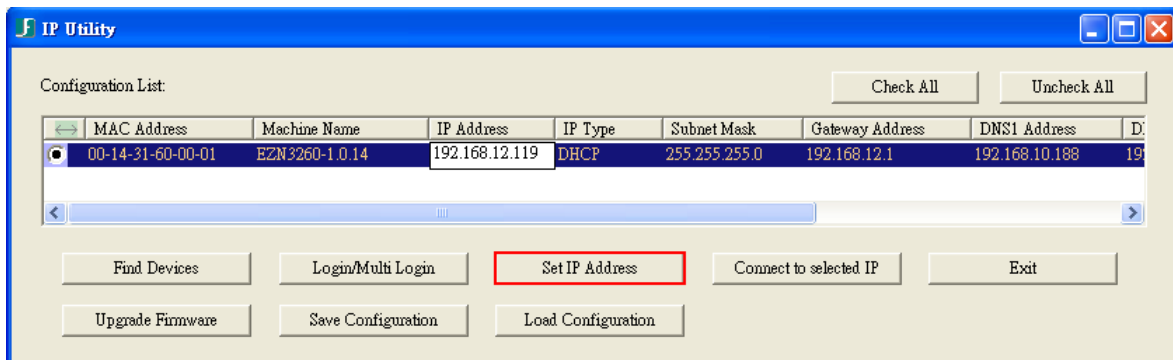 IP Utility
Configuration List:
Check All
Uncheck All
MAC Address Machine Name IP Address IP Type Subnet Mask Gateway Address DNS1 Address D
00-14-31-60-00-01 EZN3260-1.0.14 192.168.12.119 DHCP 255.255.255.0 192.168.12.1 192.168.10.188 19
Find Devices
Login/Multi Login
Set IP Address
Connect to selected IP
Exit
Upgrade Firmware
Save Configuration
Load Configuration